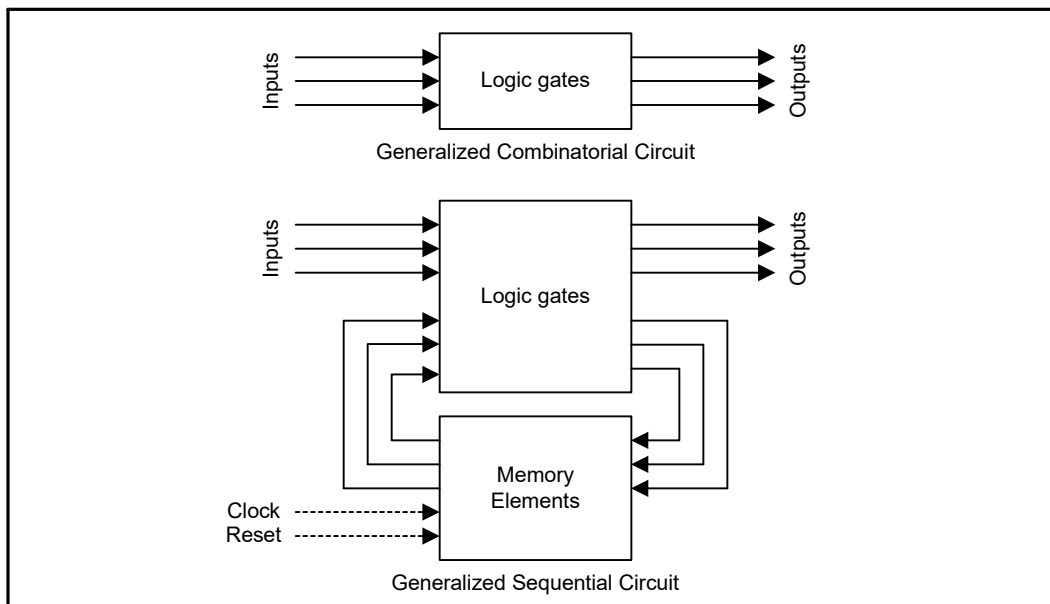 Inputs
Logic gates
Outputs
Generalized Combinatorial Circuit
Inputs
Logic gates
Outputs
Memory
Elements
Clock
Reset
Generalized Sequential Circuit